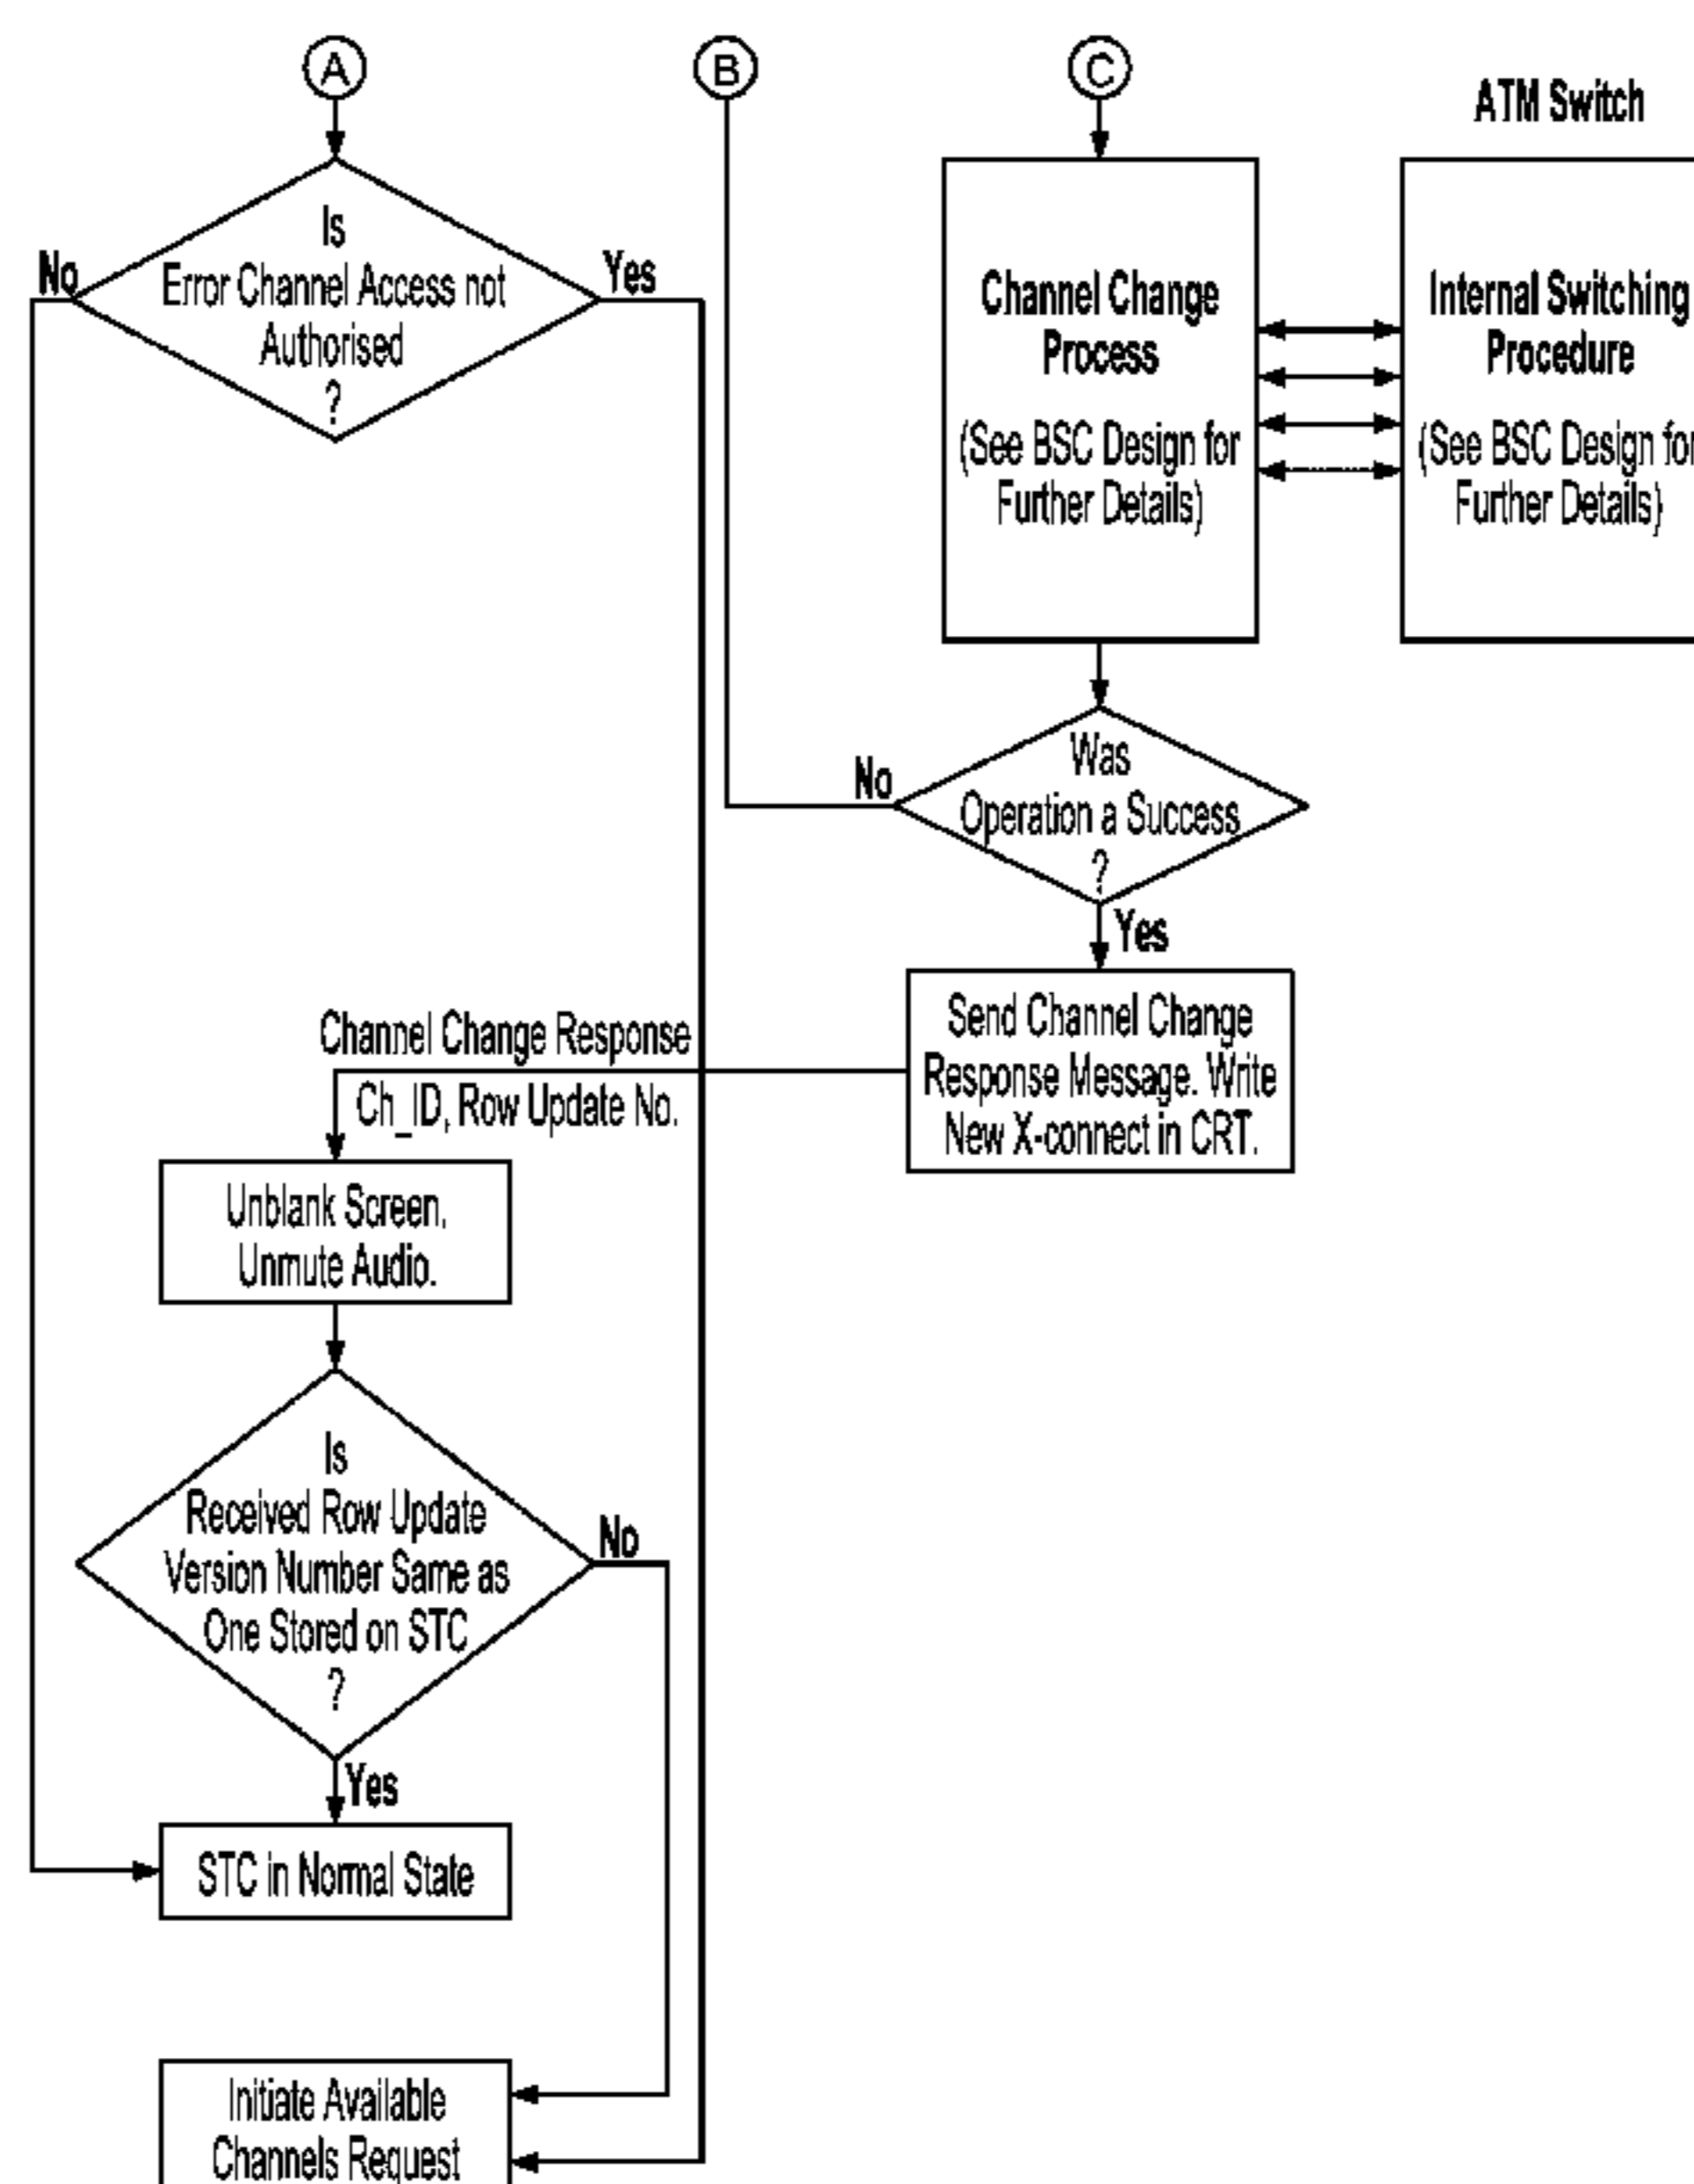 A
B
C
ATM Switch
Is
Error Channel Access not
Authorised
?
No
Yes
Channel Change
Process
(See BSC Design for
Further Details)
Internal Switching
Procedure
(See BSC Design for
Further Details)
Was
Operation a Success
?
No
Yes
Send Channel Change
Response Message. Write
New X-connect in CRT.
Channel Change Response
Ch_ID, Row Update No.
Unblank Screen,
Unmute Audio.
Is
Received Row Update
Version Number Same as
One Stored on STC
?
No
Yes
STC in Normal State
Initiate Available
Channels Request